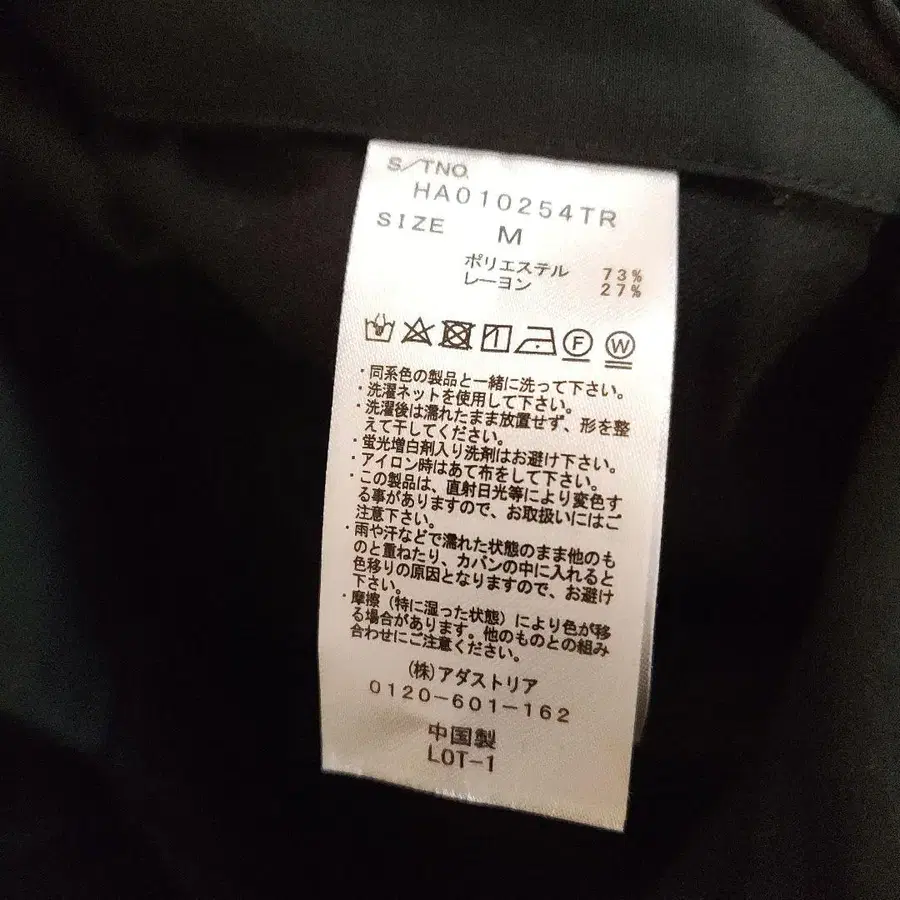 S/TNO.
HA010254TR
SIZE M
ポリエステル 73%
レーヨン 27%
F W
・同系色の製品と一緒に洗って下さい。
・洗濯ネットを使用して下さい。
・洗濯後は濡れたまま放置せず、形を整
えて干してください。
・蛍光増白剤入り洗剤はお避け下さい。
・アイロン時はあて布をして下さい。
・この製品は、直射日光等により変色す
る事がありますので、お取扱いにはご
注意下さい。
・雨や汗などで濡れた状態のまま他のも
のと重ねたり、カバンの中に入れると
色移りの原因となりますので、お避け
下さい。
・摩擦（特に湿った状態）により色が移
る場合があります。他のものとの組み
合わせにご注意ください。
(株)アダストリア
0120-601-162
中国製
LOT-1